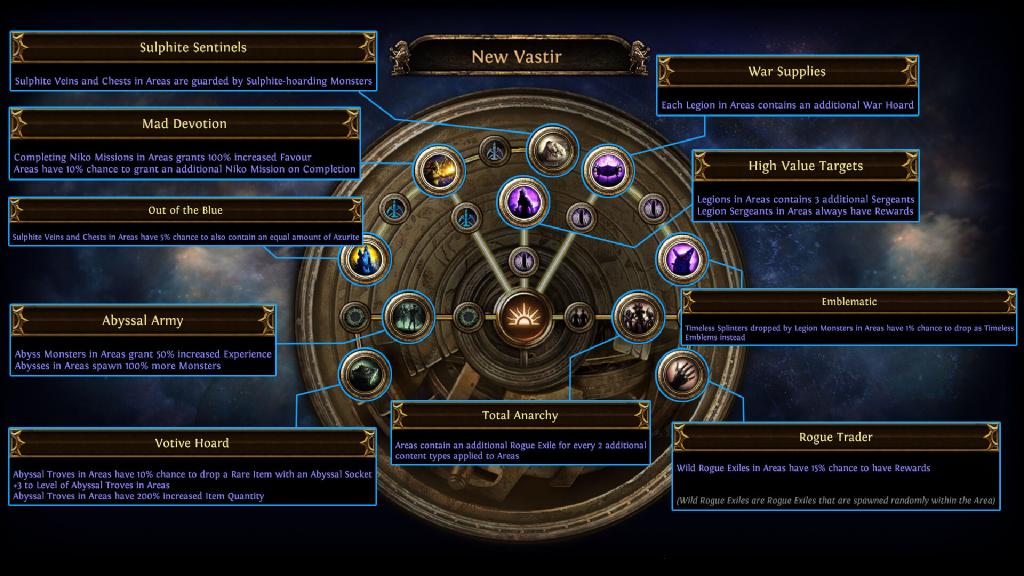 New Vastir
Sulphite Sentinels
Sulphite Veins and Chests in Areas are guarded by Sulphite-hoarding Monsters
Mad Devotion
Completing Niko Missions in Areas grants 100% increased Favour
Areas have 10% chance to grant an additional Niko Mission on Completion
Out of the Blue
Sulphite Veins and Chests in Areas have 5% chance to also contain an equal amount of Azurite
Abyssal Army
Abyss Monsters in Areas grant 50% increased Experience
Abysses in Areas spawn 100% more Monsters
Votive Hoard
Abyssal Troves in Areas have 10% chance to drop a Rare Item with an Abyssal Socket
+3 to Level of Abyssal Troves in Areas
Abyssal Troves in Areas have 200% increased Item Quantity
War Supplies
Each Legion in Areas contains an additional War Hoard
High Value Targets
Legions in Areas contains 3 additional Sergeants
Legion Sergeants in Areas always have Rewards
Emblematic
Timeless Splinters dropped by Legion Monsters in Areas have 1% chance to drop as Timeless
Emblems instead
Total Anarchy
Areas contain an additional Rogue Exile for every 2 additional
content types applied to Areas
Rogue Trader
Wild Rogue Exiles in Areas have 15% chance to have Rewards
(Wild Rogue Exiles are Rogue Exiles that are spawned randomly within the Area)